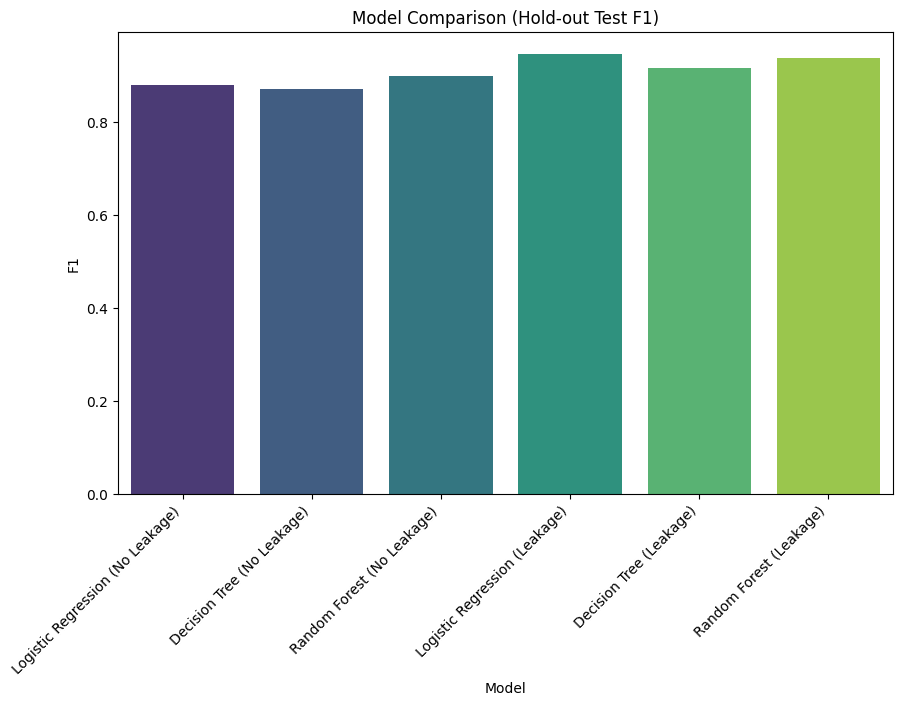 Model Comparison (Hold-out Test F1)
F1
0.8
0.6
0.4
0.2
0.0
Logistic Regression (No Leakage)
Decision Tree (No Leakage)
Random Forest (No Leakage)
Logistic Regression (Leakage)
Decision Tree (Leakage)
Random Forest (Leakage)
Model